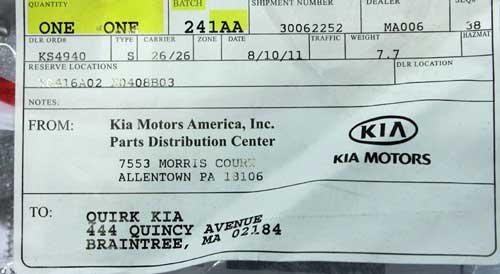 QUANTITY BATCH SHIPMENT NUMBER DEALER SEQ#
ONE ONE 241AA 30062252 MA006 38
DLR ORD# TYPE CARRIER ZONE DATE TRAFFIC WEIGHT HAZMAT
KS4940 S 26/26 8/10/11 7.7
RESERVE LOCATIONS DLR LOCATION
NOTES:
FROM: Kia Motors America, Inc.
Parts Distribution Center
7553 MORRIS COURT
ALLENTOWN PA 18106
KIA
KIA MOTORS
TO: QUIRK KIA
444 QUINCY AVENUE
BRAINTREE, MA 02184